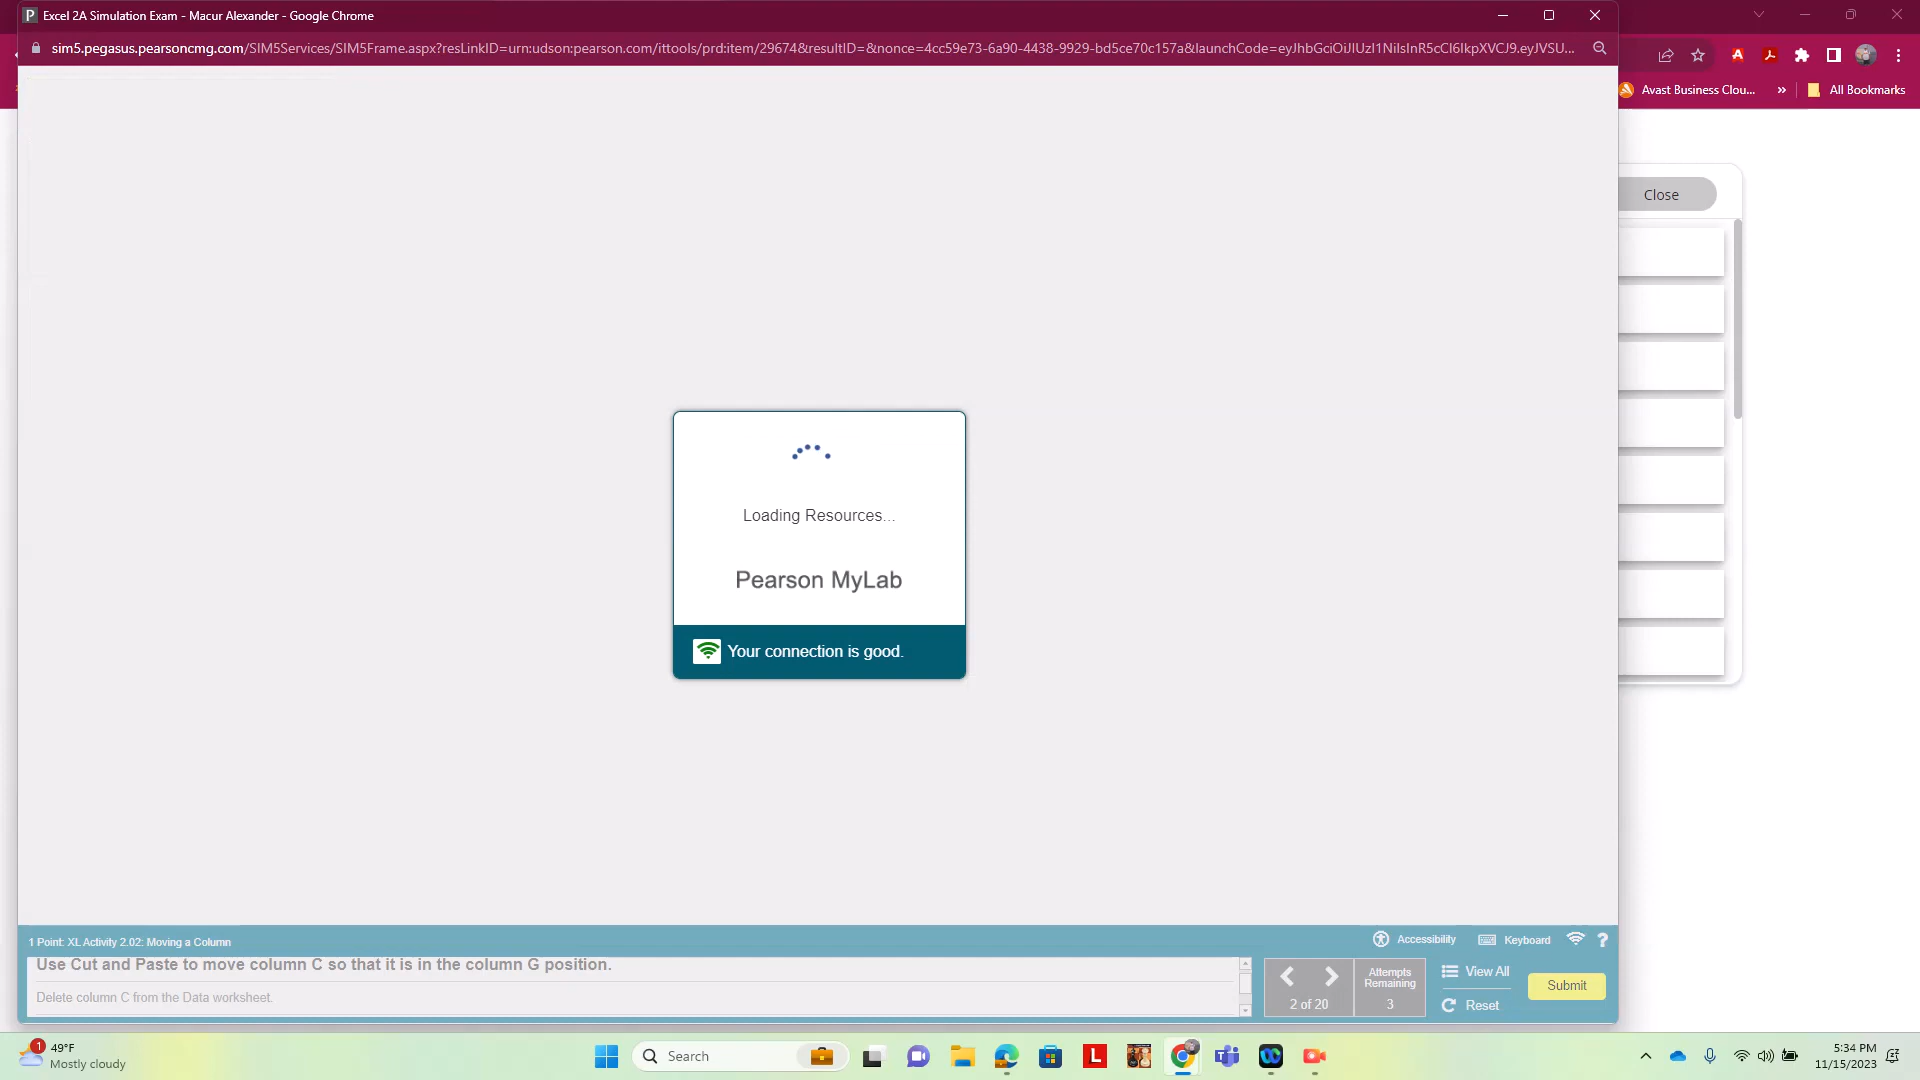 Excel 2A Simulation Exam - Macur Alexander - Google Chrome
sim5.pegasus.pearsoncmg.com/SIM5Services/SIM5Frame.aspx?resLinkID=urn:udson:pearson.com/ittools/prd:item/29674&resultID=&nonce=4cc59e73-6a90-4438-9929-bd5ce70c157a&launchCode=eyJhbGciOiJIUzI1NiIsInR5cCI6IkpXVCJ9.eyJVSU...
Avast Business Clou...
»
All Bookmarks
Close
Loading Resources...
Pearson MyLab
Your connection is good.
1 Point: XL Activity 2.02: Moving a Column
Accessibility
Keyboard
?
Use Cut and Paste to move column C so that it is in the column G position.
Delete column C from the Data worksheet.
2 of 20
Attempts
Remaining
3
View All
Reset
Submit
1
49°F
Mostly cloudy
Search
L
5:34 PM
11/15/2023